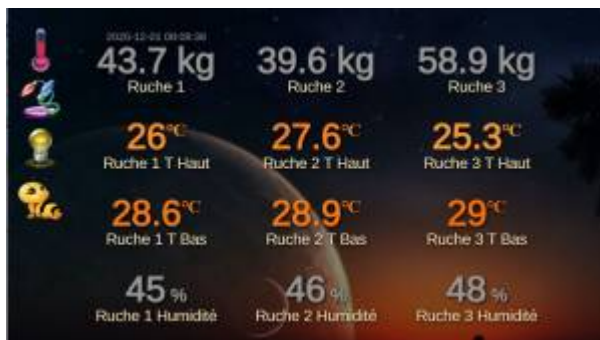 43.7 kg 39.6 kg 58.9 kg
Ruche 1 Ruche 2 Ruche 3
26°C 27.6°C 25.3°C
Ruche 1 T Haut Ruche 2 T Haut Ruche 3 T Haut
28.6°C 28.9°C 29°C
Ruche 1 T Bas Ruche 2 T Bas Ruche 3 T Bas
45 % 46 % 48 %
Ruche 1 Humidité Ruche 2 Humidité Ruche 3 Humidité